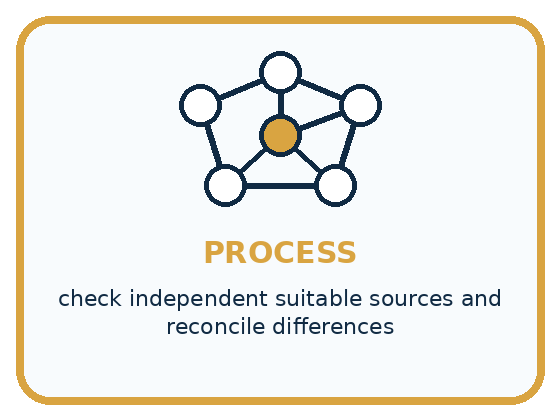 PROCESS
check independent suitable sources and
reconcile differences